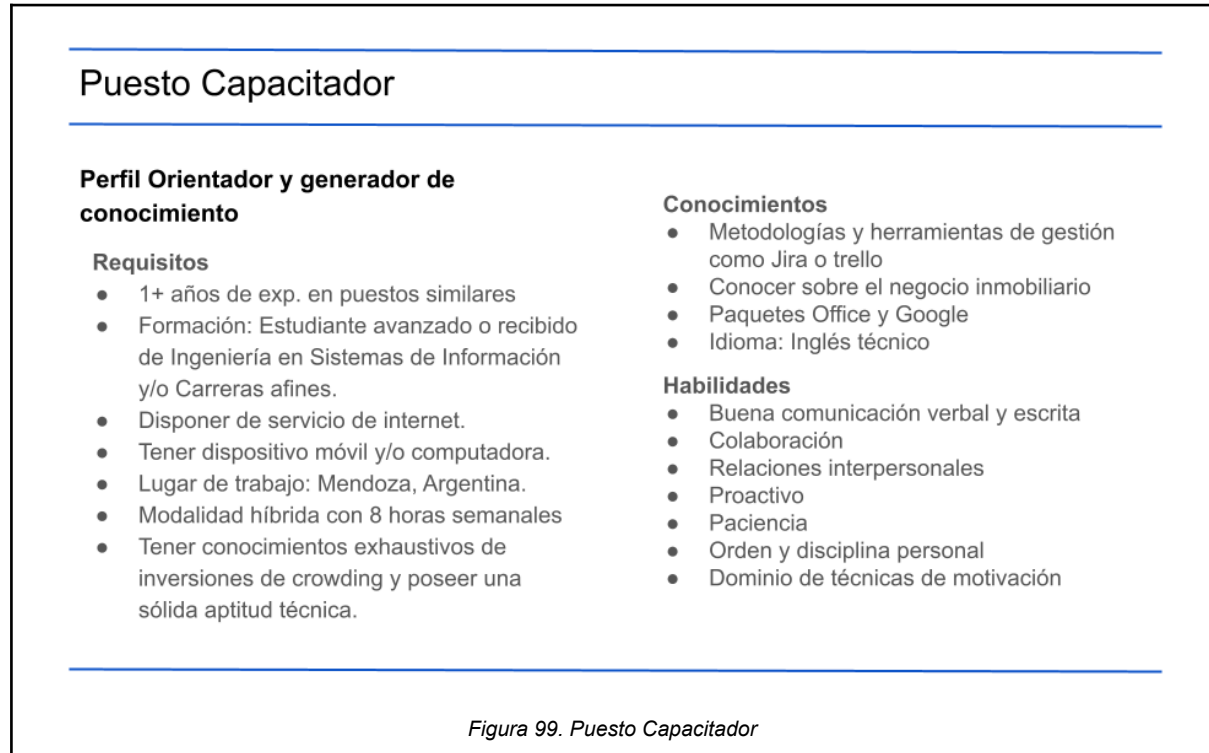 Puesto Capacitador
Perfil Orientador y generador de
conocimiento
Requisitos
● 1+ años de exp. en puestos similares
● Formación: Estudiante avanzado o recibido
de Ingeniería en Sistemas de Información
y/o Carreras afines.
● Disponer de servicio de internet.
● Tener dispositivo móvil y/o computadora.
● Lugar de trabajo: Mendoza, Argentina.
● Modalidad híbrida con 8 horas semanales
● Tener conocimientos exhaustivos de
inversiones de crowding y poseer una
sólida aptitud técnica.
Conocimientos
● Metodologías y herramientas de gestión
como Jira o trello
● Conocer sobre el negocio inmobiliario
● Paquetes Office y Google
● Idioma: Inglés técnico
Habilidades
● Buena comunicación verbal y escrita
● Colaboración
● Relaciones interpersonales
● Proactivo
● Paciencia
● Orden y disciplina personal
● Dominio de técnicas de motivación
Figura 99. Puesto Capacitador